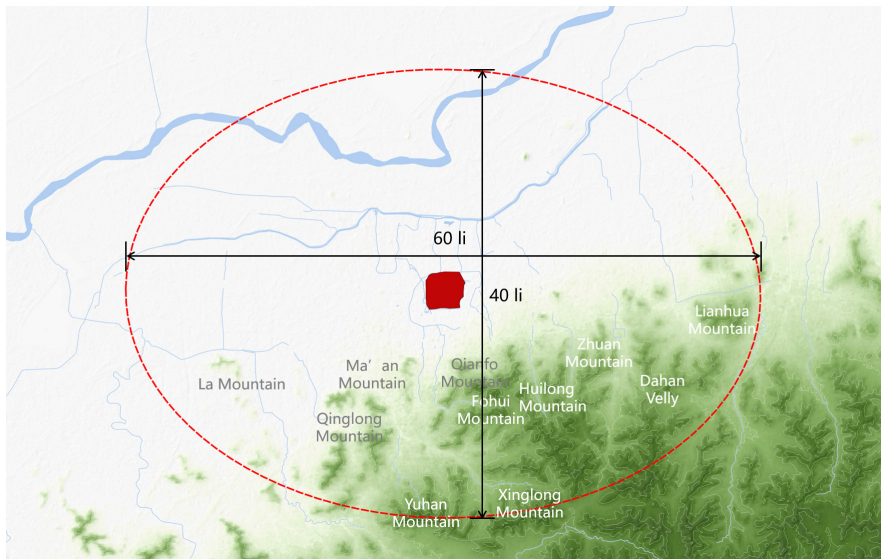 60 li
40 li
Lianhua
Mountain
Zhuan
Mountain
Ma' an
Mountain
Qianfo
Mountain
La Mountain
Dahan
Velly
Huilong
Mountain
Fohui
Mountain
Qinglong
Mountain
Xinglong
Mountain
Yuhan
Mountain